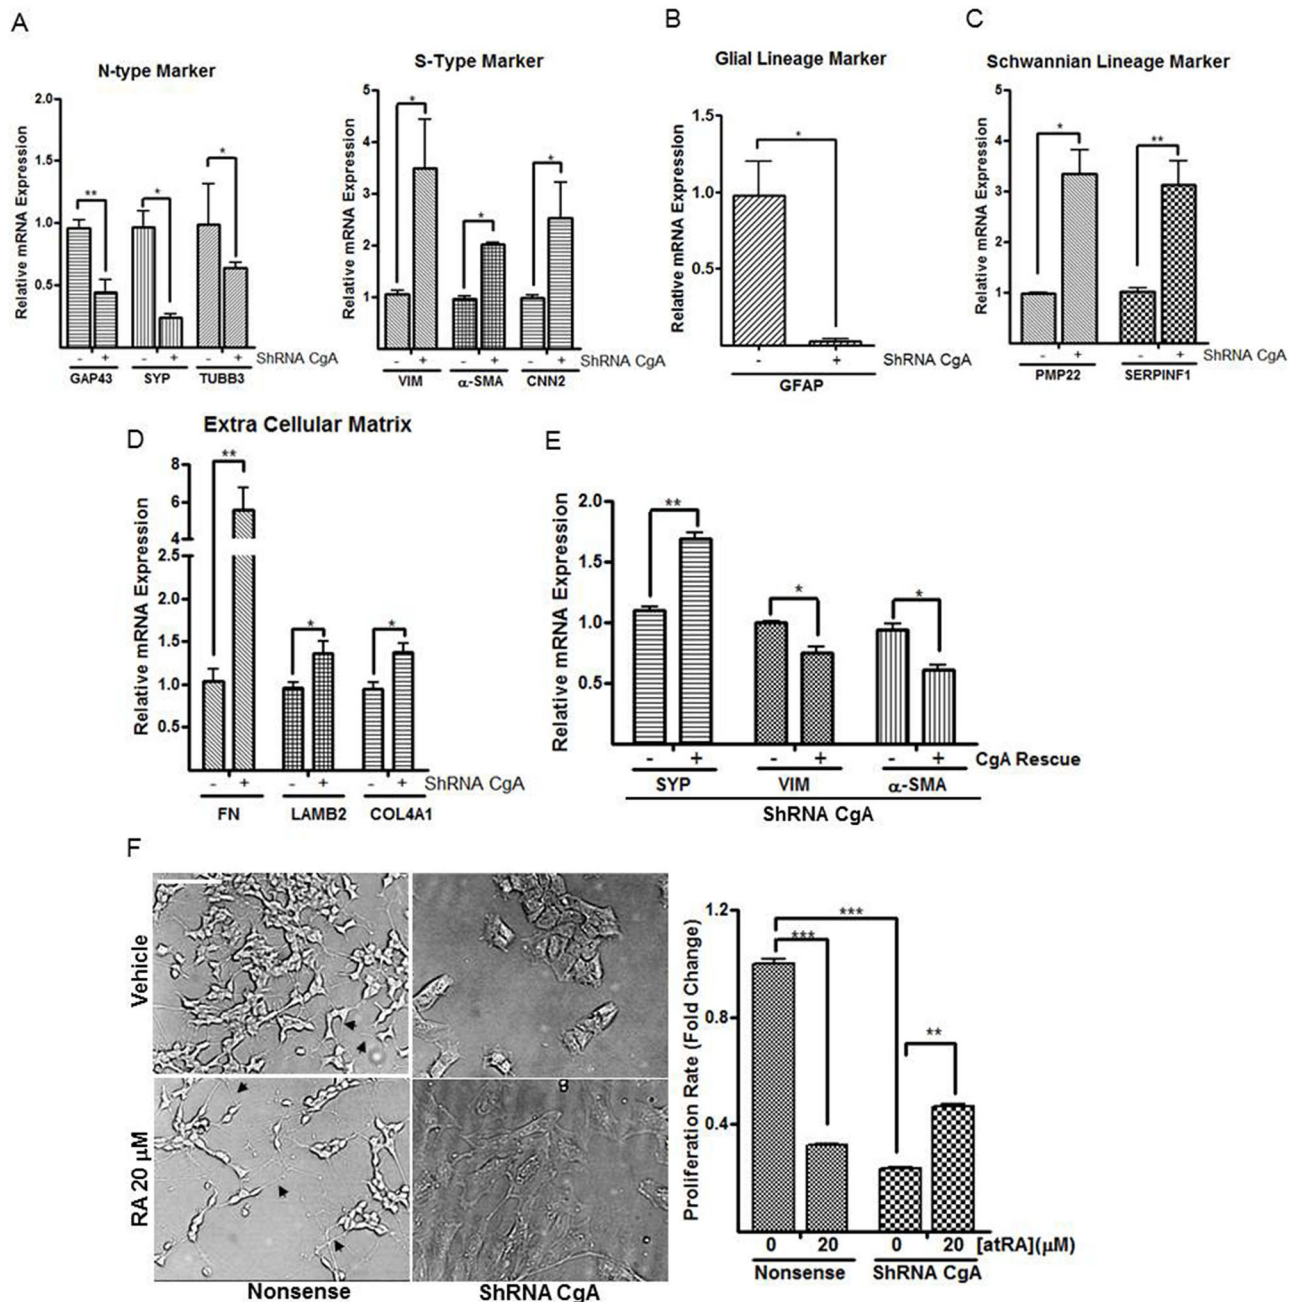 A
N-type Marker
Relative mRNA Expression
2.0
1.5
1.0
0.5
**
*
*
- + - + - + ShRNA CgA
GAP43 SYP TUBB3
S-Type Marker
Relative mRNA Expression
5
4
3
2
1
*
*
*
- + - + - +
VIM α-SMA CNN2
B
Glial Lineage Marker
Relative mRNA Expression
1.5
1.0
0.5
*
- + ShRNA CgA
GFAP
C
Schwannian Lineage Marker
Relative mRNA Expression
5
4
3
2
1
*
**
- + - + ShRNA CgA
PMP22 SERPINF1
D
Extra Cellular Matrix
Relative mRNA Expression
8
6
4
2.5
2.0
1.5
1.0
0.5
**
*
*
- + - + - + ShRNA CgA
FN LAMB2 COL4A1
E
Relative mRNA Expression
2.0
1.5
1.0
0.5
**
*
*
- + - + - + CgA Rescue
SYP VIM α-SMA
ShRNA CgA
F
Vehicle
RA 20 μM
Nonsense ShRNA CgA
Proliferation Rate (Fold Change)
1.2
0.8
0.4
***
***
**
0 20 0 20 [atRA](μM)
Nonsense ShRNA CgA